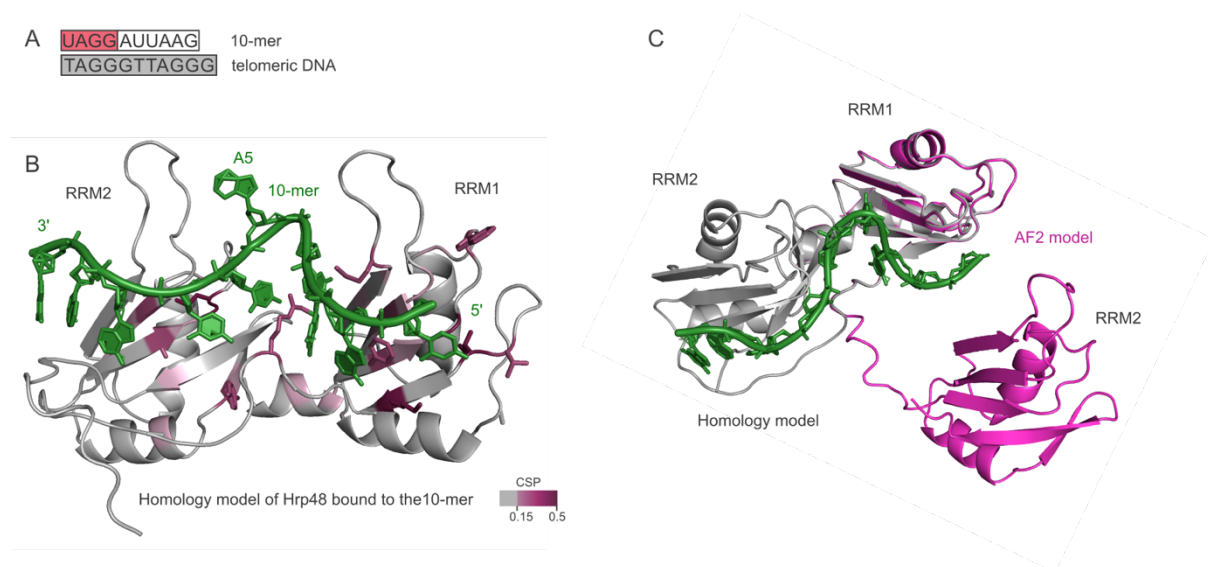 A
UAGGAUUAAG 10-mer
TAGGGTTAGGG telomeric DNA
B
RRM2
A5
10-mer
RRM1
3'
5'
Homology model of Hrp48 bound to the10-mer
CSP
0.15 0.5
C
RRM1
RRM2
AF2 model
RRM2
Homology model